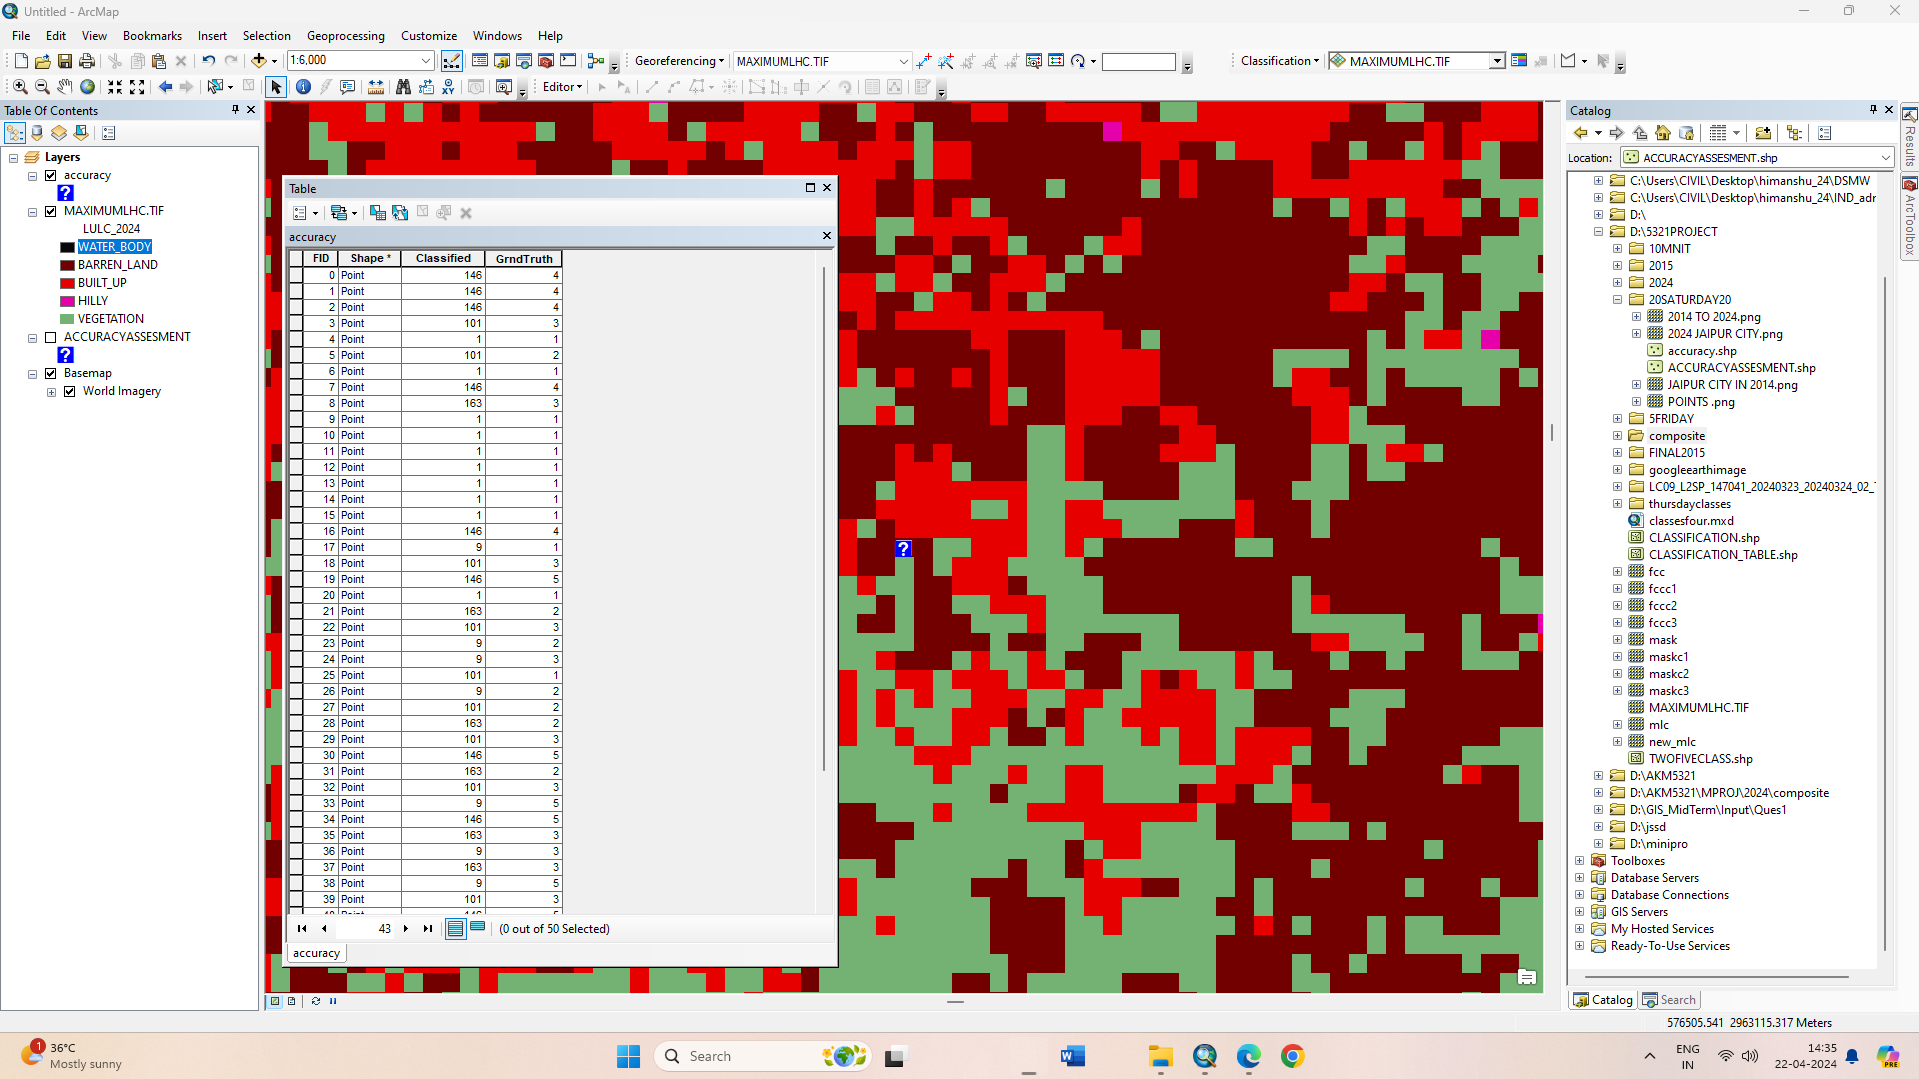 Untitled - ArcMap
File Edit View Bookmarks Insert Selection Geoprocessing Customize Windows Help
1:6,000 Georeferencing MAXIMUMLHC.TIF Classification MAXIMUMLHC.TIF
Editor
Table Of Contents
Layers
accuracy
?
MAXIMUMLHC.TIF
LULC_2024
WATER_BODY
BARREN_LAND
BUILT_UP
HILLY
VEGETATION
ACCURACYASSESMENT
?
Basemap
World Imagery
Table
accuracy
FID Shape * Classified GrndTruth
0 Point 146 4
1 Point 146 4
2 Point 146 4
3 Point 101 3
4 Point 1 1
5 Point 101 2
6 Point 1 1
7 Point 146 4
8 Point 163 3
9 Point 1 1
10 Point 1 1
11 Point 1 1
12 Point 1 1
13 Point 1 1
14 Point 1 1
15 Point 1 1
16 Point 146 4
17 Point 9 1
18 Point 101 3
19 Point 146 5
20 Point 1 1
21 Point 163 2
22 Point 101 3
23 Point 9 2
24 Point 9 3
25 Point 101 1
26 Point 9 2
27 Point 101 2
28 Point 163 2
29 Point 101 3
30 Point 146 5
31 Point 163 2
32 Point 101 3
33 Point 9 5
34 Point 146 5
35 Point 163 3
36 Point 9 3
37 Point 163 3
38 Point 9 5
39 Point 101 3
43 (0 out of 50 Selected)
accuracy
?
Catalog
Location: ACCURACYASSESMENT.shp
C:\Users\CIVIL\Desktop\himanshu_24\DSMW
C:\Users\CIVIL\Desktop\himanshu_24\IND_adr
D:\
D:\5321PROJECT
10MNIT
2015
2024
20SATURDAY20
2014 TO 2024.png
2024 JAIPUR CITY.png
accuracy.shp
ACCURACYASSESMENT.shp
JAIPUR CITY IN 2014.png
POINTS .png
5FRIDAY
composite
FINAL2015
googleearthimage
LC09_L2SP_147041_20240323_20240324_02_
thursdayclasses
classesfour.mxd
CLASSIFICATION.shp
CLASSIFICATION_TABLE.shp
fcc
fccc1
fccc2
fccc3
mask
maskc1
maskc2
maskc3
MAXIMUMLHC.TIF
mlc
new_mlc
TWOFIVECLASS.shp
D:\AKM5321
D:\AKM5321\MPROJ\2024\composite
D:\GIS_MidTerm\Input\Ques1
D:\jssd
D:\minipro
Toolboxes
Database Servers
Database Connections
GIS Servers
My Hosted Services
Ready-To-Use Services
Catalog Search
Results
ArcToolbox
576505.541 2963115.317 Meters
1
36°C
Mostly sunny
Search
ENG
IN
14:35
22-04-2024
PRE